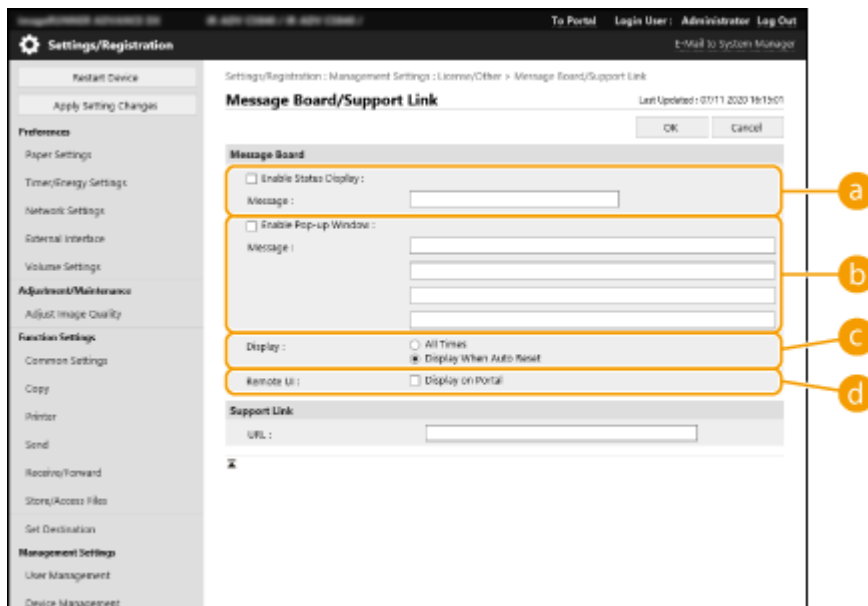 To Portal Login User: Administrator Log Out
Settings/Registration E-Mail to System Manager
Restart Device
Apply Setting Changes
Preferences
Paper Settings
Timer/Energy Settings
Network Settings
External Interface
Volume Settings
Adjustment/Maintenance
Adjust Image Quality
Function Settings
Common Settings
Copy
Printer
Send
Receive/Forward
Store/Access Files
Set Destination
Management Settings
User Management
Device Management
Settings/Registration : Management Settings : License/Other > Message Board/Support Link
Message Board/Support Link Last Updated : 07/11 2020 16:15:01
OK Cancel
Message Board
Enable Status Display :
Message :
a
Enable Pop-up Window :
Message :
b
Display : All Times
Display When Auto Reset
c
Remote UI : Display on Portal
d
Support Link
URL :